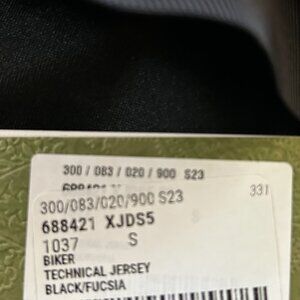 300 / 083 / 020 / 900 S23
331
300/083/020/900 S23
688421 XJDS5
1037 S
BIKER
TECHNICAL JERSEY
BLACK/FUCSIA